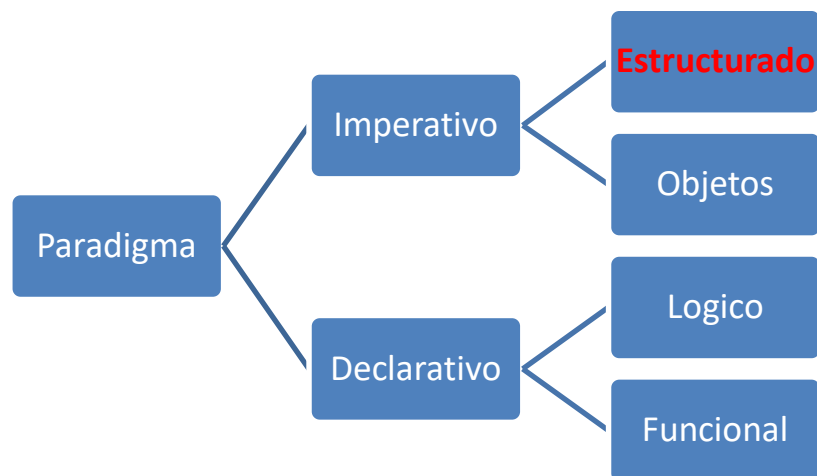 Paradigma
Imperativo
Estructurado
Objetos
Declarativo
Logico
Funcional